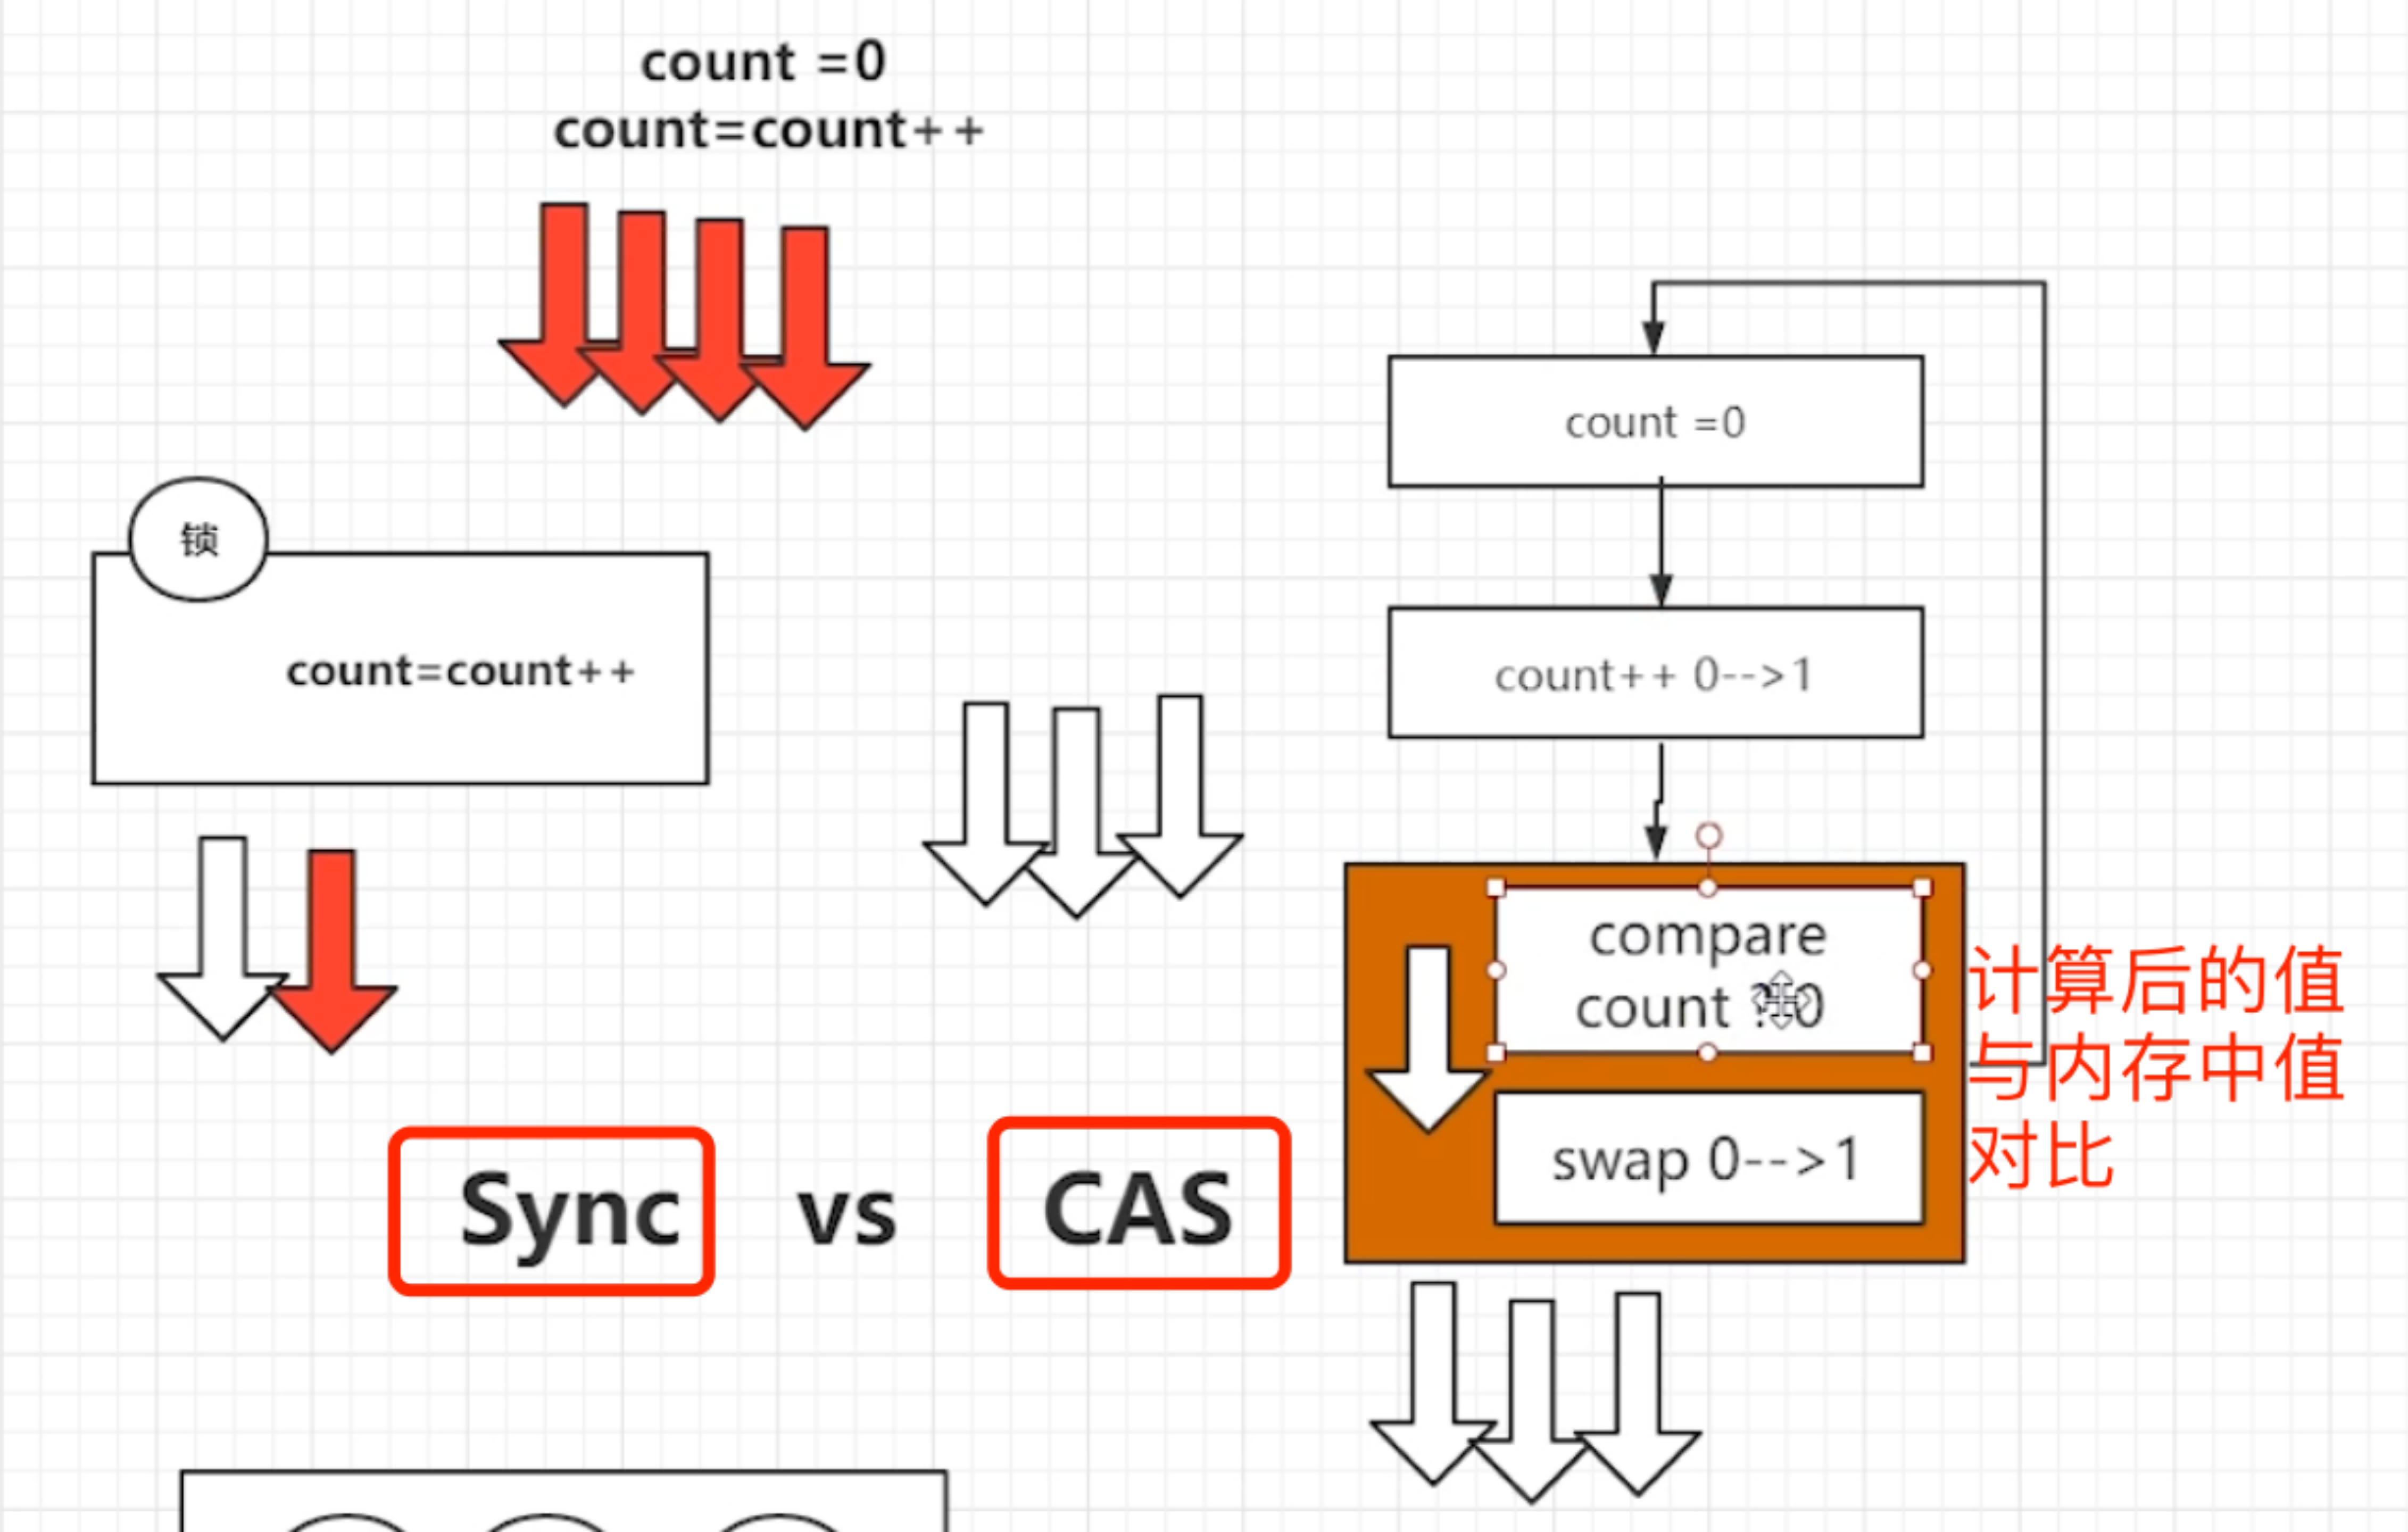 count =0
count=count++
锁
count=count++
Sync vs CAS
count =0
count++ 0-->1
compare
count ? 0
swap 0-->1
计算后的值
与内存中值
对比